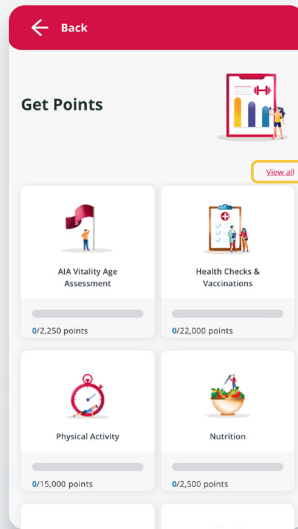 Back
Get Points
View all
AIA Vitality Age
Assessment
0/2,250 points
Health Checks &
Vaccinations
0/22,000 points
Physical Activity
0/15,000 points
Nutrition
0/2,500 points